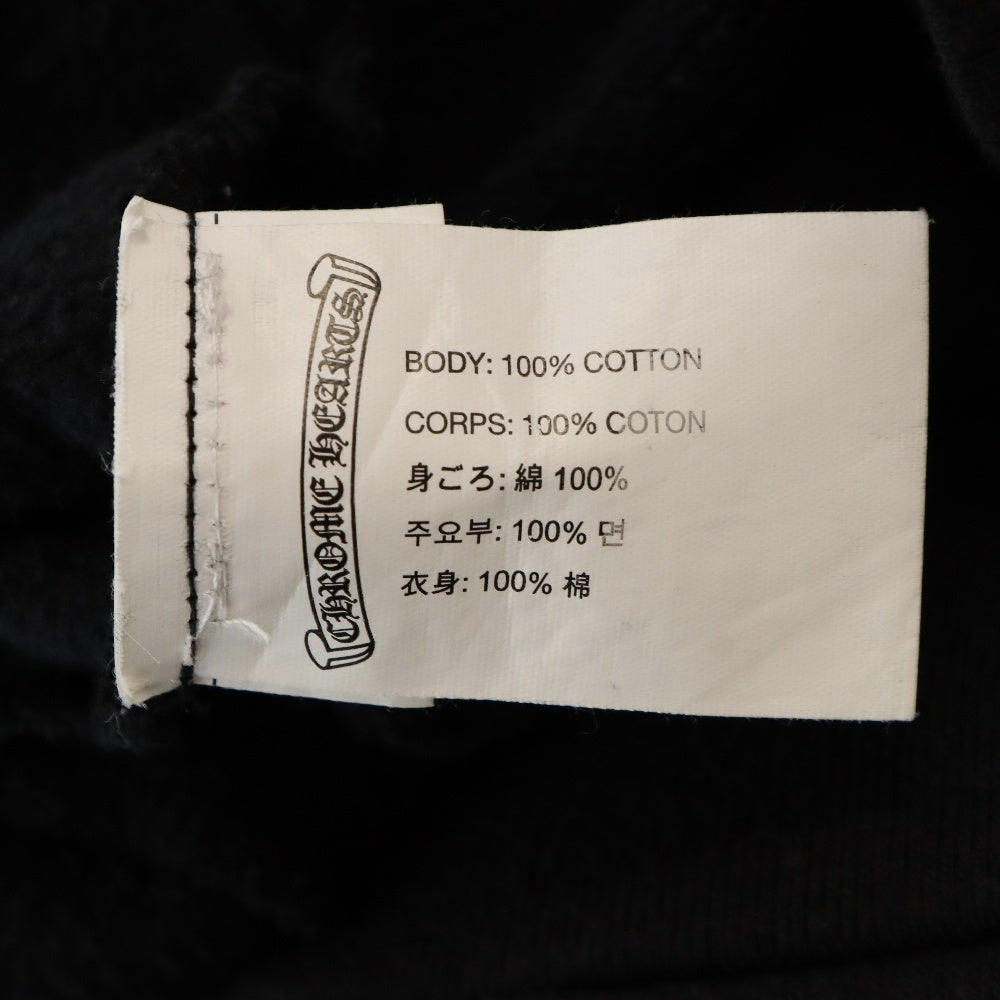 CHROME HEARTS
BODY: 100% COTTON
CORPS: 100% COTON
身ごろ: 綿 100%
주요부: 100% 면
衣身: 100% 棉